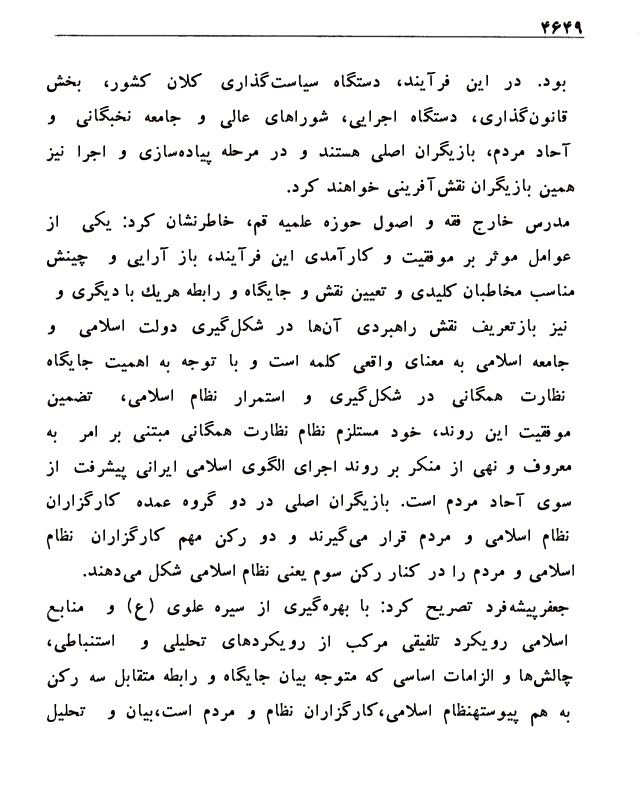 ۴۶۴۹
بود. در این فرآیند، دستگاه سیاست‌گذاری کلان کشور، بخش
قانون‌گذاری، دستگاه اجرایی، شوراهای عالی و جامعه نخبگانی و
آحاد مردم، بازیگران اصلی هستند و در مرحله پیاده‌سازی و اجرا نیز
همین بازیگران نقش‌آفرینی خواهند کرد.
مدرس خارج فقه و اصول حوزه علمیه قم، خاطرنشان کرد: یکی از
عوامل موثر بر موفقیت و کارآمدی این فرآیند، باز آرایی و چینش
مناسب مخاطبان کلیدی و تعیین نقش و جایگاه و رابطه هریك با دیگری و
نیز بازتعریف نقش راهبردی آن‌ها در شکل‌گیری دولت اسلامی و
جامعه اسلامی به معنای واقعی کلمه است و با توجه به اهمیت جایگاه
نظارت همگانی در شکل‌گیری و استمرار نظام اسلامی، تضمین
موفقیت این روند، خود مستلزم نظام نظارت همگانی مبتنی بر امر به
معروف و نهی از منکر بر روند اجرای الگوی اسلامی ایرانی پیشرفت از
سوی آحاد مردم است. بازیگران اصلی در دو گروه عمده کارگزاران
نظام اسلامی و مردم قرار می‌گیرند و دو رکن مهم کارگزاران نظام
اسلامی و مردم را در کنار رکن سوم یعنی نظام اسلامی شکل می‌دهند.
جعفرپیشه‌فرد تصریح کرد: با بهره‌گیری از سیره علوی (ع) و منابع
اسلامی رویکرد تلفیقی مرکب از رویکردهای تحلیلی و استنباطی،
چالش‌ها و الزامات اساسی که متوجه بیان جایگاه و رابطه متقابل سه رکن
به هم پیوستهنظام اسلامی،کارگزاران نظام و مردم است،بیان و تحلیل